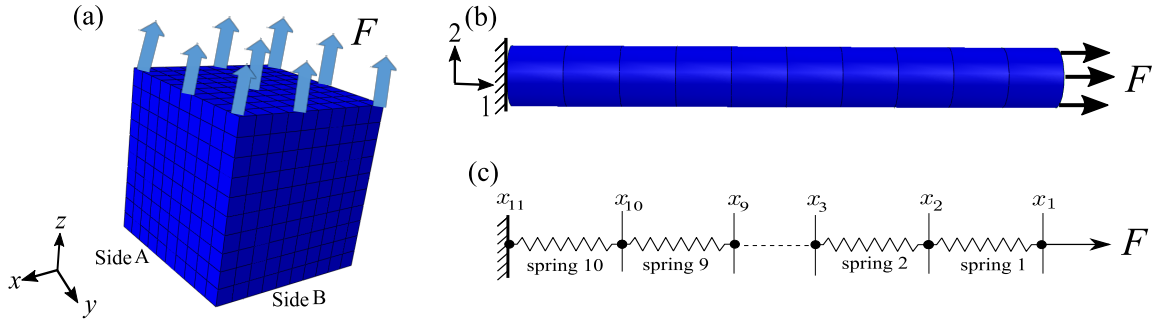 (a)
F
Side A
Side B
z
x
y
(b)
2
1
F
(c)
x11 x10 x9 x3 x2 x1
F
spring 10 spring 9 spring 2 spring 1